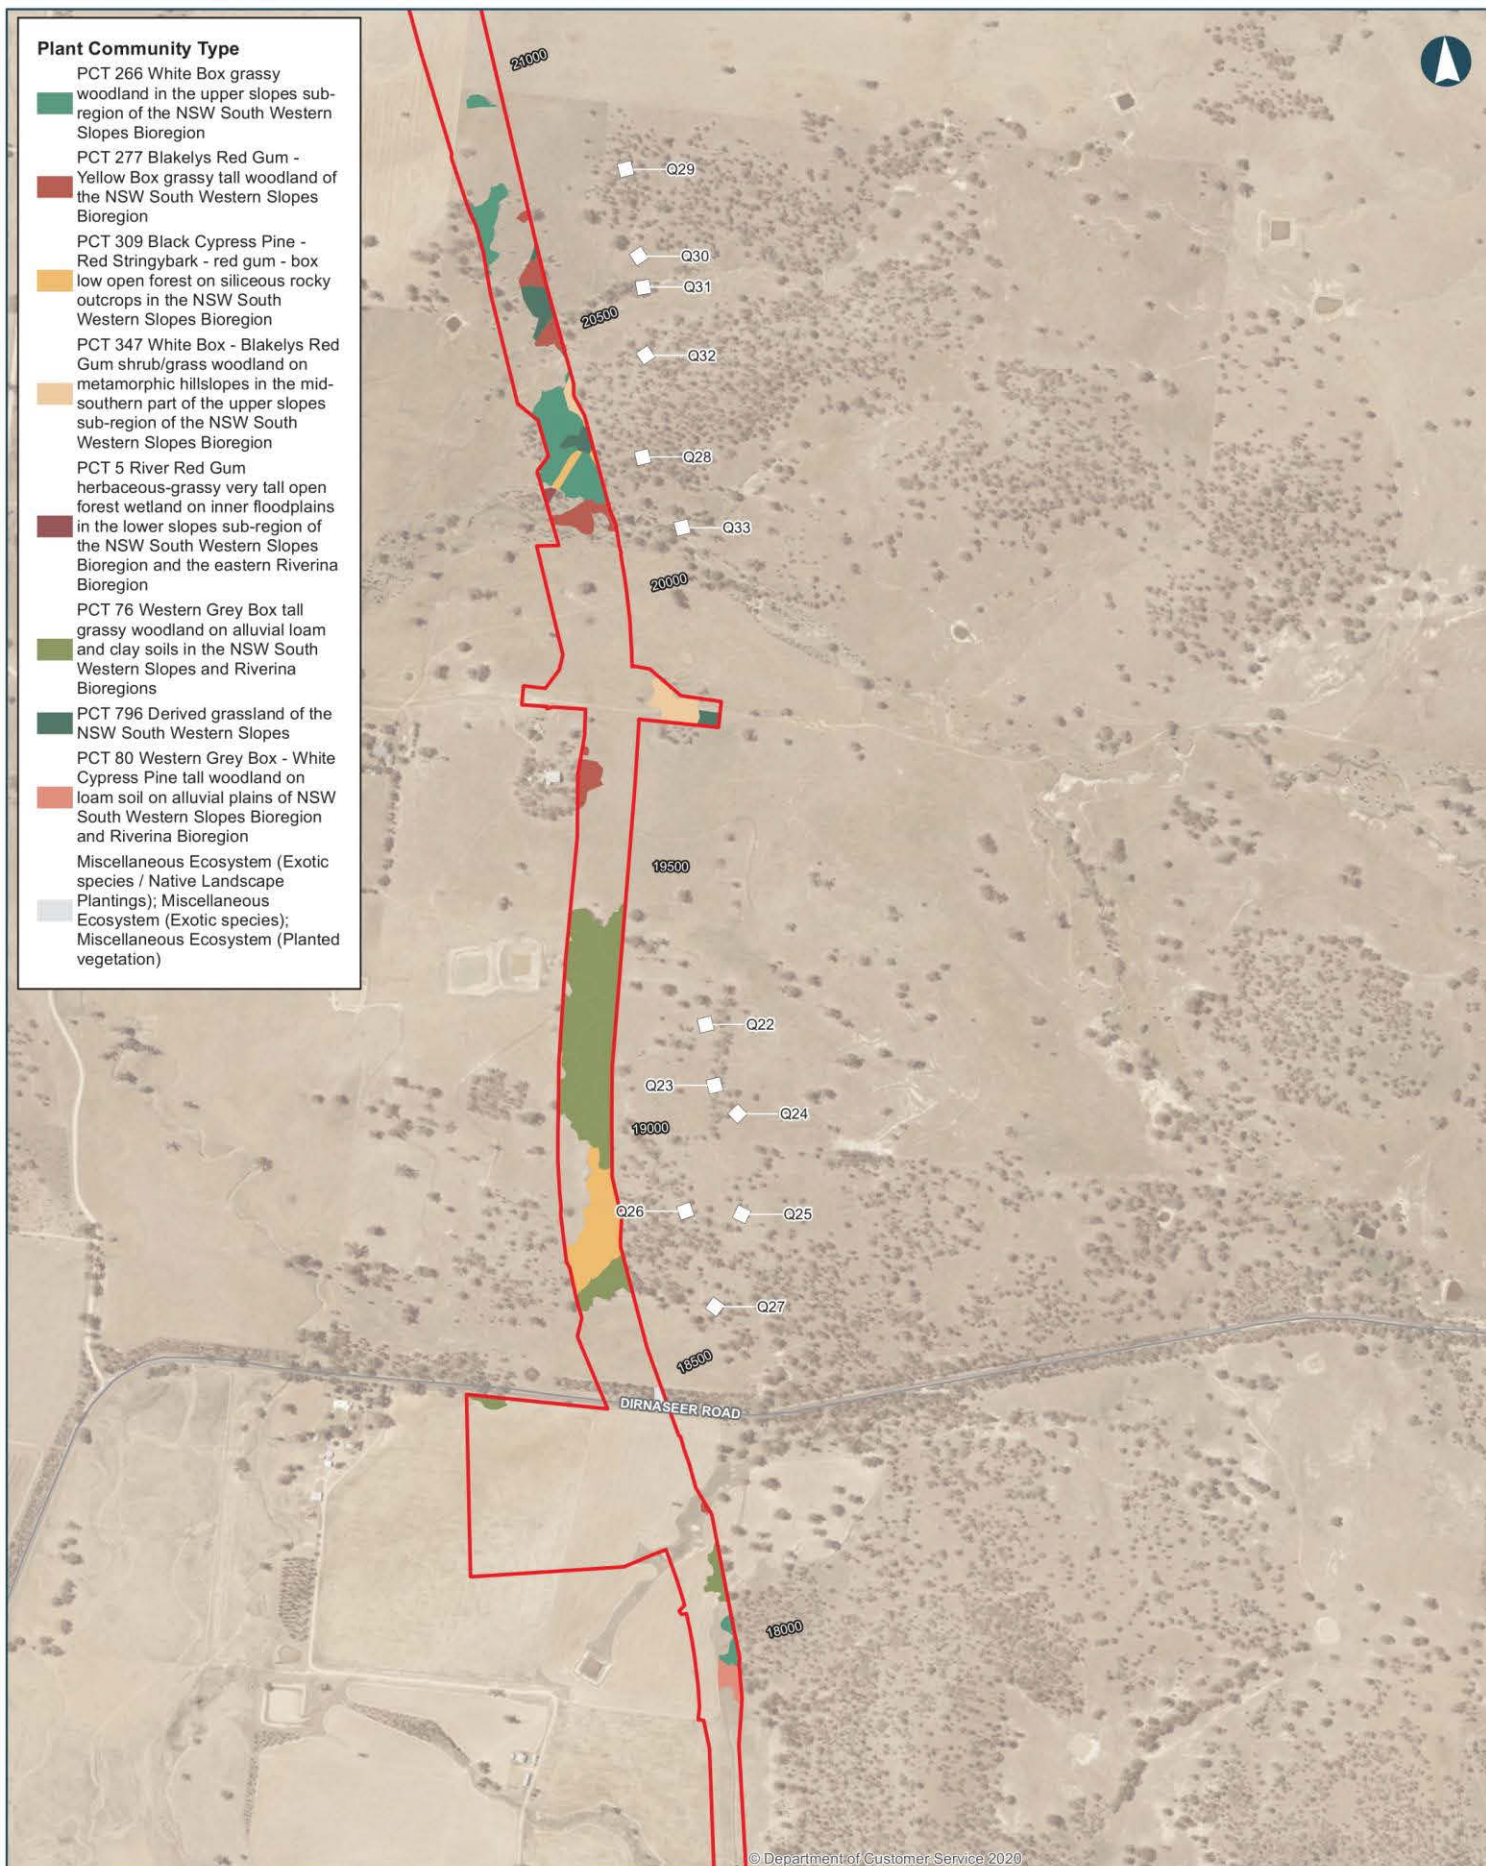 Plant Community Type
PCT 266 White Box grassy
woodland in the upper slopes sub-
region of the NSW South Western
Slopes Bioregion
PCT 277 Blakelys Red Gum -
Yellow Box grassy tall woodland of
the NSW South Western Slopes
Bioregion
PCT 309 Black Cypress Pine -
Red Stringybark - red gum - box
low open forest on siliceous rocky
outcrops in the NSW South
Western Slopes Bioregion
PCT 347 White Box - Blakelys Red
Gum shrub/grass woodland on
metamorphic hillslopes in the mid-
southern part of the upper slopes
sub-region of the NSW South
Western Slopes Bioregion
PCT 5 River Red Gum
herbaceous-grassy very tall open
forest wetland on inner floodplains
in the lower slopes sub-region of
the NSW South Western Slopes
Bioregion and the eastern Riverina
Bioregion
PCT 76 Western Grey Box tall
grassy woodland on alluvial loam
and clay soils in the NSW South
Western Slopes and Riverina
Bioregions
PCT 796 Derived grassland of the
NSW South Western Slopes
PCT 80 Western Grey Box - White
Cypress Pine tall woodland on
loam soil on alluvial plains of NSW
South Western Slopes Bioregion
and Riverina Bioregion
Miscellaneous Ecosystem (Exotic
species / Native Landscape
Plantings); Miscellaneous
Ecosystem (Exotic species);
Miscellaneous Ecosystem (Planted
vegetation)
21000
Q29
Q30
Q31
20500
Q32
Q28
Q33
20000
19500
Q22
Q23
Q24
19000
Q26
Q25
Q27
18500
DIRNASEER ROAD
18000
© Department of Customer Service 2020